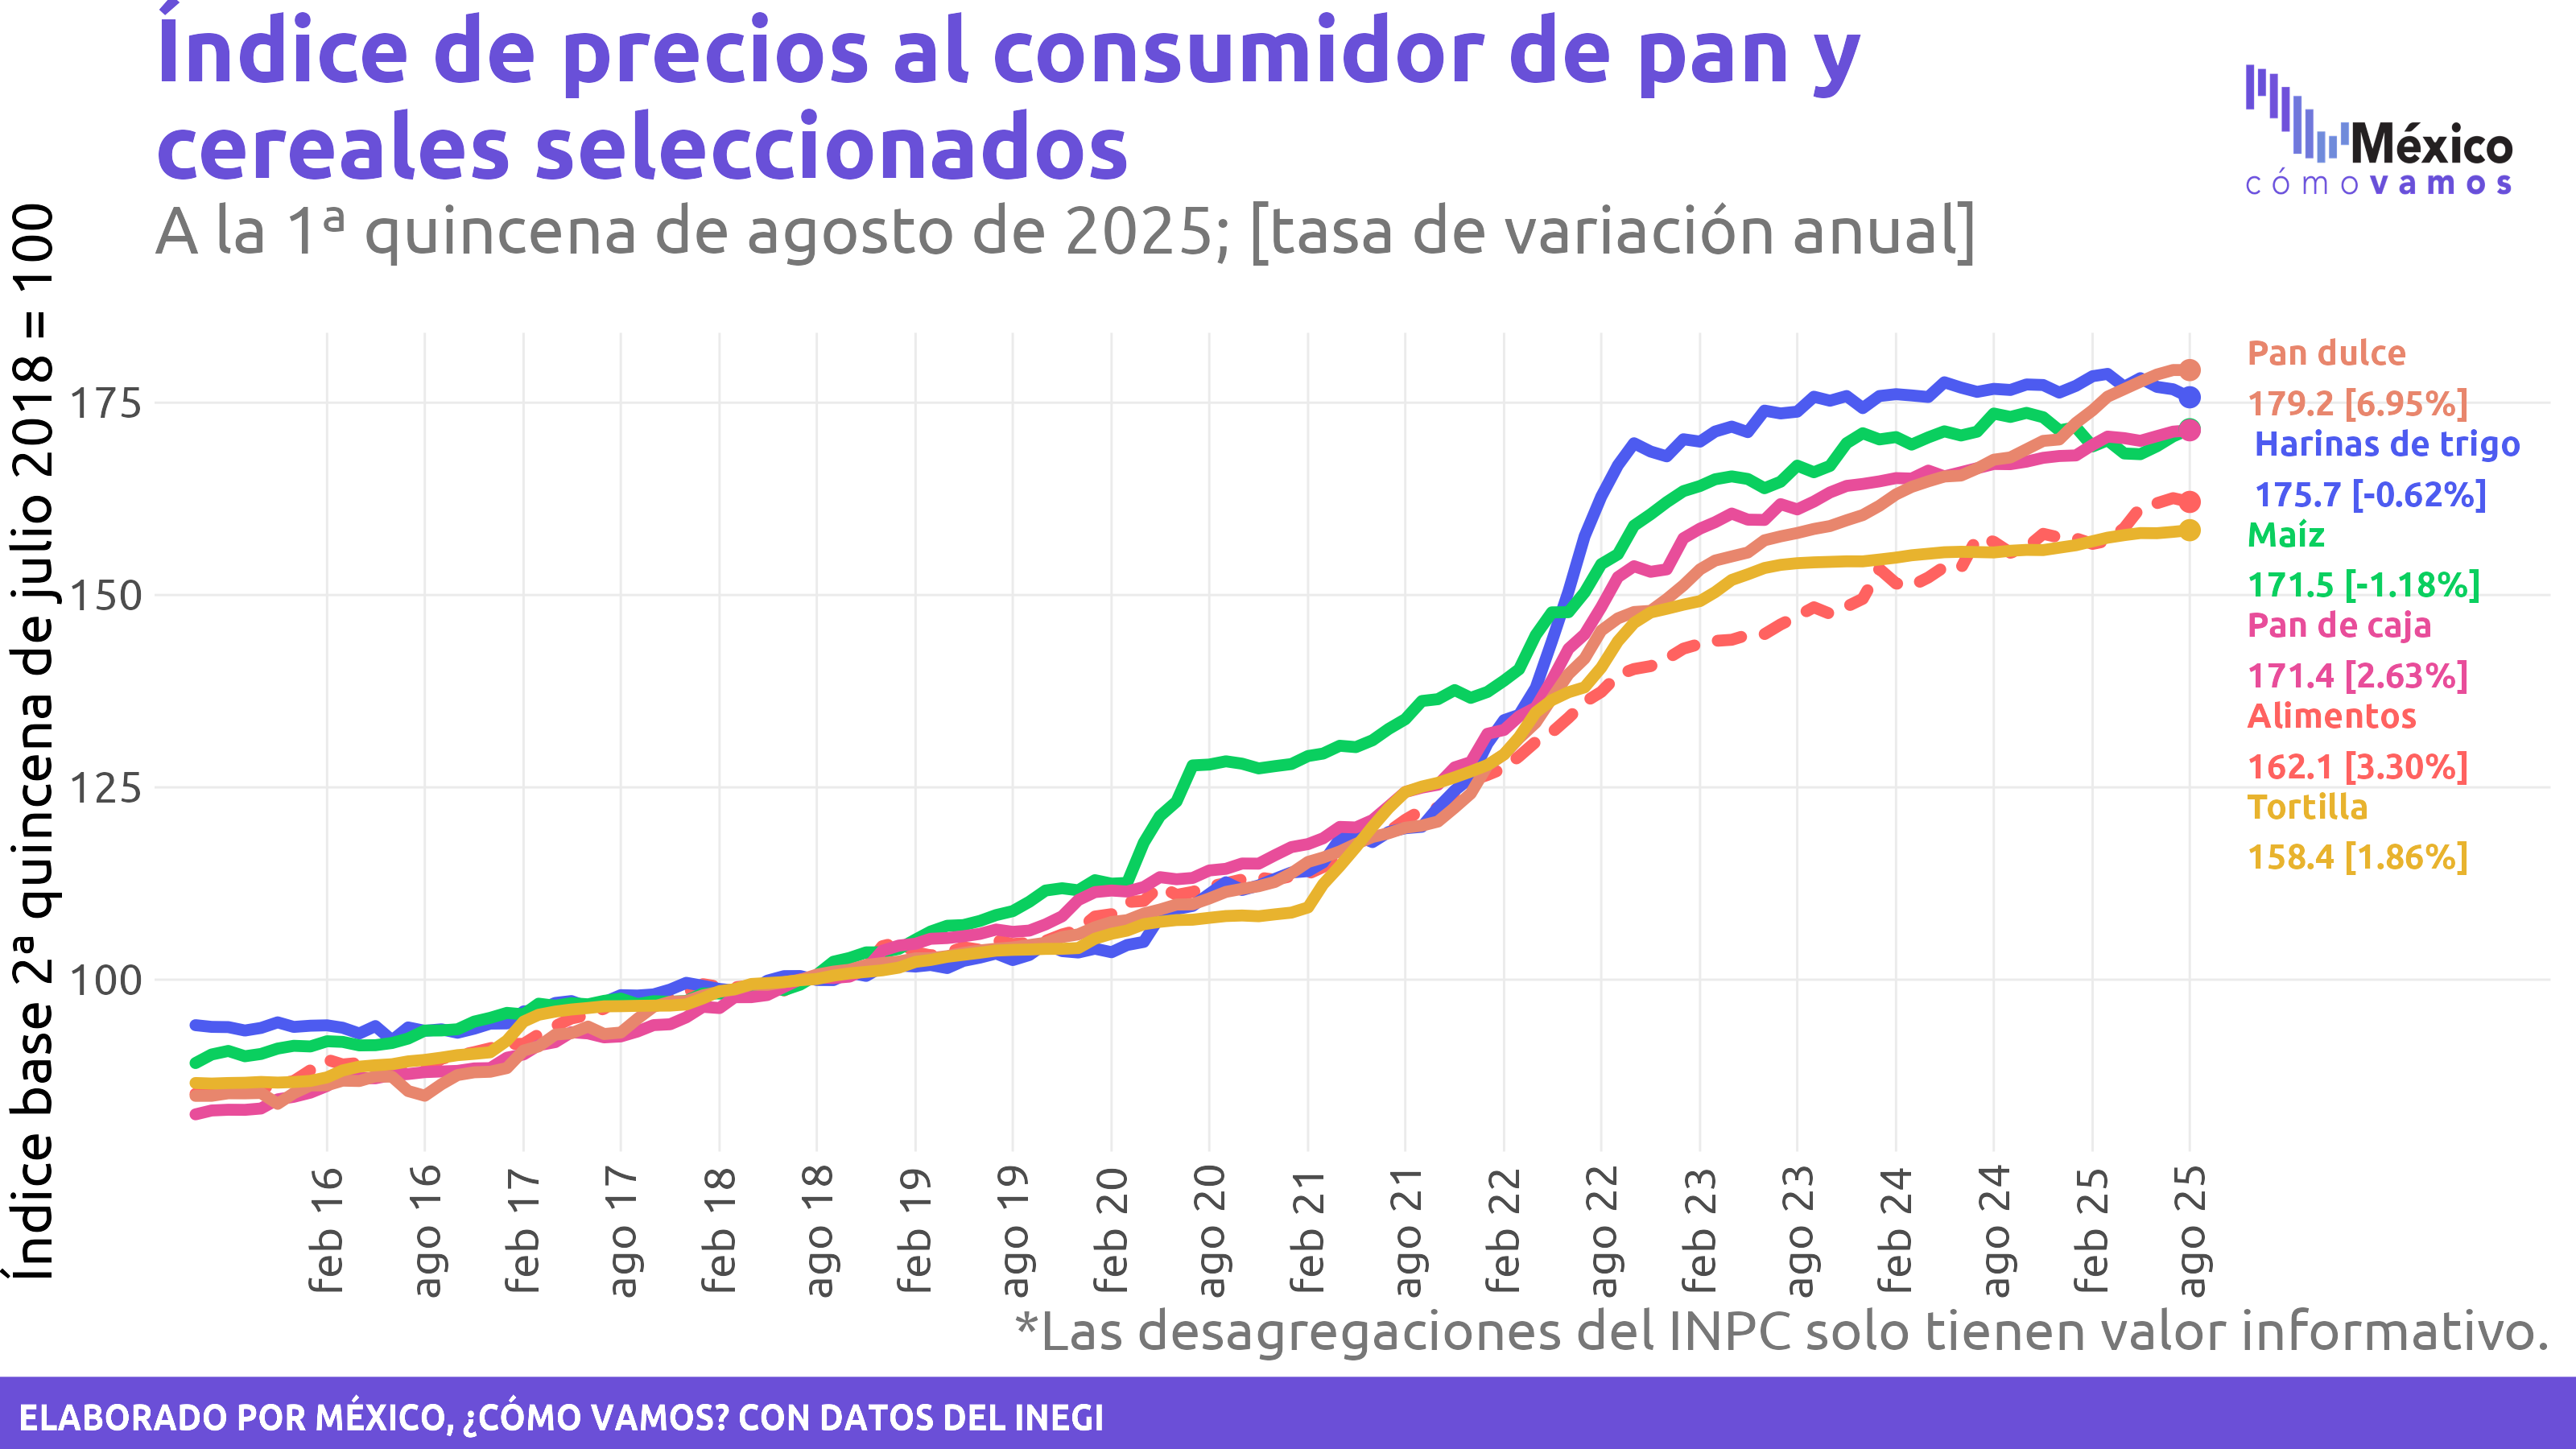 Índice de precios al consumidor de pan y
cereales seleccionados
A la 1ª quincena de agosto de 2025; [tasa de variación anual]
México
cómo vamos
Índice base 2ª quincena de julio 2018 = 100
175
150
125
100
Pan dulce
179.2 [6.95%]
Harinas de trigo
175.7 [-0.62%]
Maíz
171.5 [-1.18%]
Pan de caja
171.4 [2.63%]
Alimentos
162.1 [3.30%]
Tortilla
158.4 [1.86%]
feb 16
ago 16
feb 17
ago 17
feb 18
ago 18
feb 19
ago 19
feb 20
ago 20
feb 21
ago 21
feb 22
ago 22
feb 23
ago 23
feb 24
ago 24
feb 25
ago 25
*Las desagregaciones del INPC solo tienen valor informativo.
ELABORADO POR MÉXICO, ¿CÓMO VAMOS? CON DATOS DEL INEGI